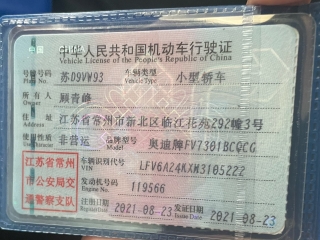 中华人民共和国机动车行驶证
Vehicle License of the People's Republic of China
号牌号码 苏D9VW93 车辆类型 小型轿车
Plate No. Vehicle Type
所有人 顾青峰
Owner
住址 江苏省常州市新北区临江花苑292幢3号
Address
使用性质 非营运 品牌型号 奥迪牌FV7301BCQCG
Use Character Model
江苏省常州市公安局交通警察支队
车辆识别代号 LFV6A24KXM3105222
VIN
发动机号码 119566
Engine No.
注册日期 2021-08-23 发证日期 2021-08-23
Register Date Issue Date